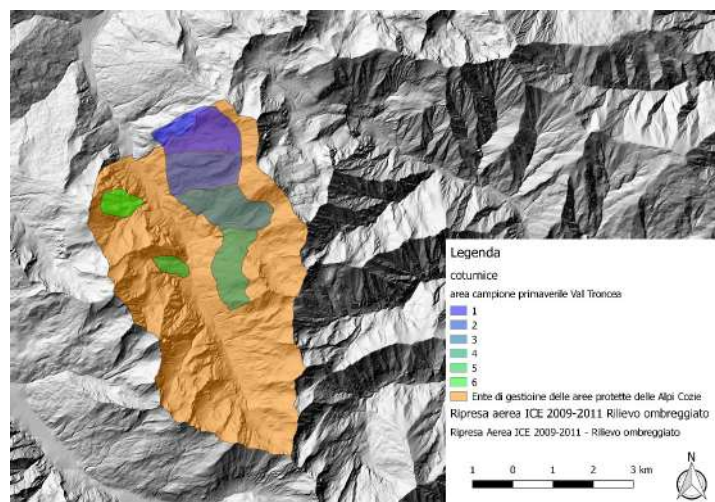 Legenda
coturnice
area campione primaverile Vall Troncea
1
2
3
4
5
6
Ente di gestioine delle aree protette delle Alpi Cozie
Ripresa aerea ICE 2009-2011 Rilievo ombreggiato
Ripresa Aerea ICE 2009-2011 - Rilievo ombreggiato
N
1 0 1 2 3 km